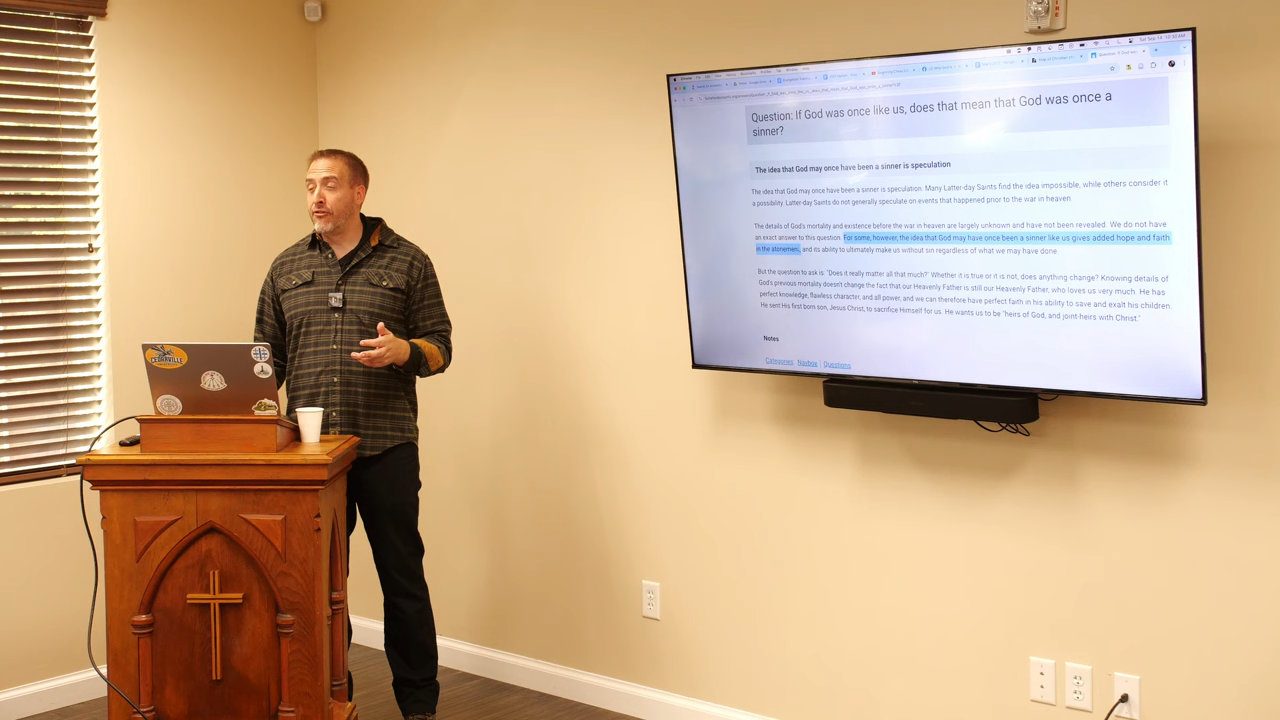 Question: If God was once like us, does that mean that God was once a
sinner?
The idea that God may once have been a sinner is speculation
The idea that God may once have been a sinner is speculation. Many Latter-day Saints find the idea impossible, while others consider it
a possibility. Latter-day Saints do not generally speculate on events that happened prior to the war in heaven.
The details of God's mortality and existence before the war in heaven are largely unknown and have not been revealed. We do not have
an exact answer to this question. For some, however, the idea that God may have once been a sinner like us gives added hope and faith
in the atonement, and its ability to ultimately make us without sin regardless of what we may have done
But the question to ask is: "Does it really matter all that much?" Whether it is true or it is not, does anything change? Knowing details of
God's previous mortality doesn't change the fact that our Heavenly Father is still our Heavenly Father, who loves us very much. He has
perfect knowledge, flawless character, and all power, and we can therefore have perfect faith in his ability to save and exalt his children.
He sent His first born son, Jesus Christ, to sacrifice Himself for us. He wants us to be "heirs of God, and joint-heirs with Christ."
Notes
Categories Navbox | Questions
CEDARVILLE
FIRE